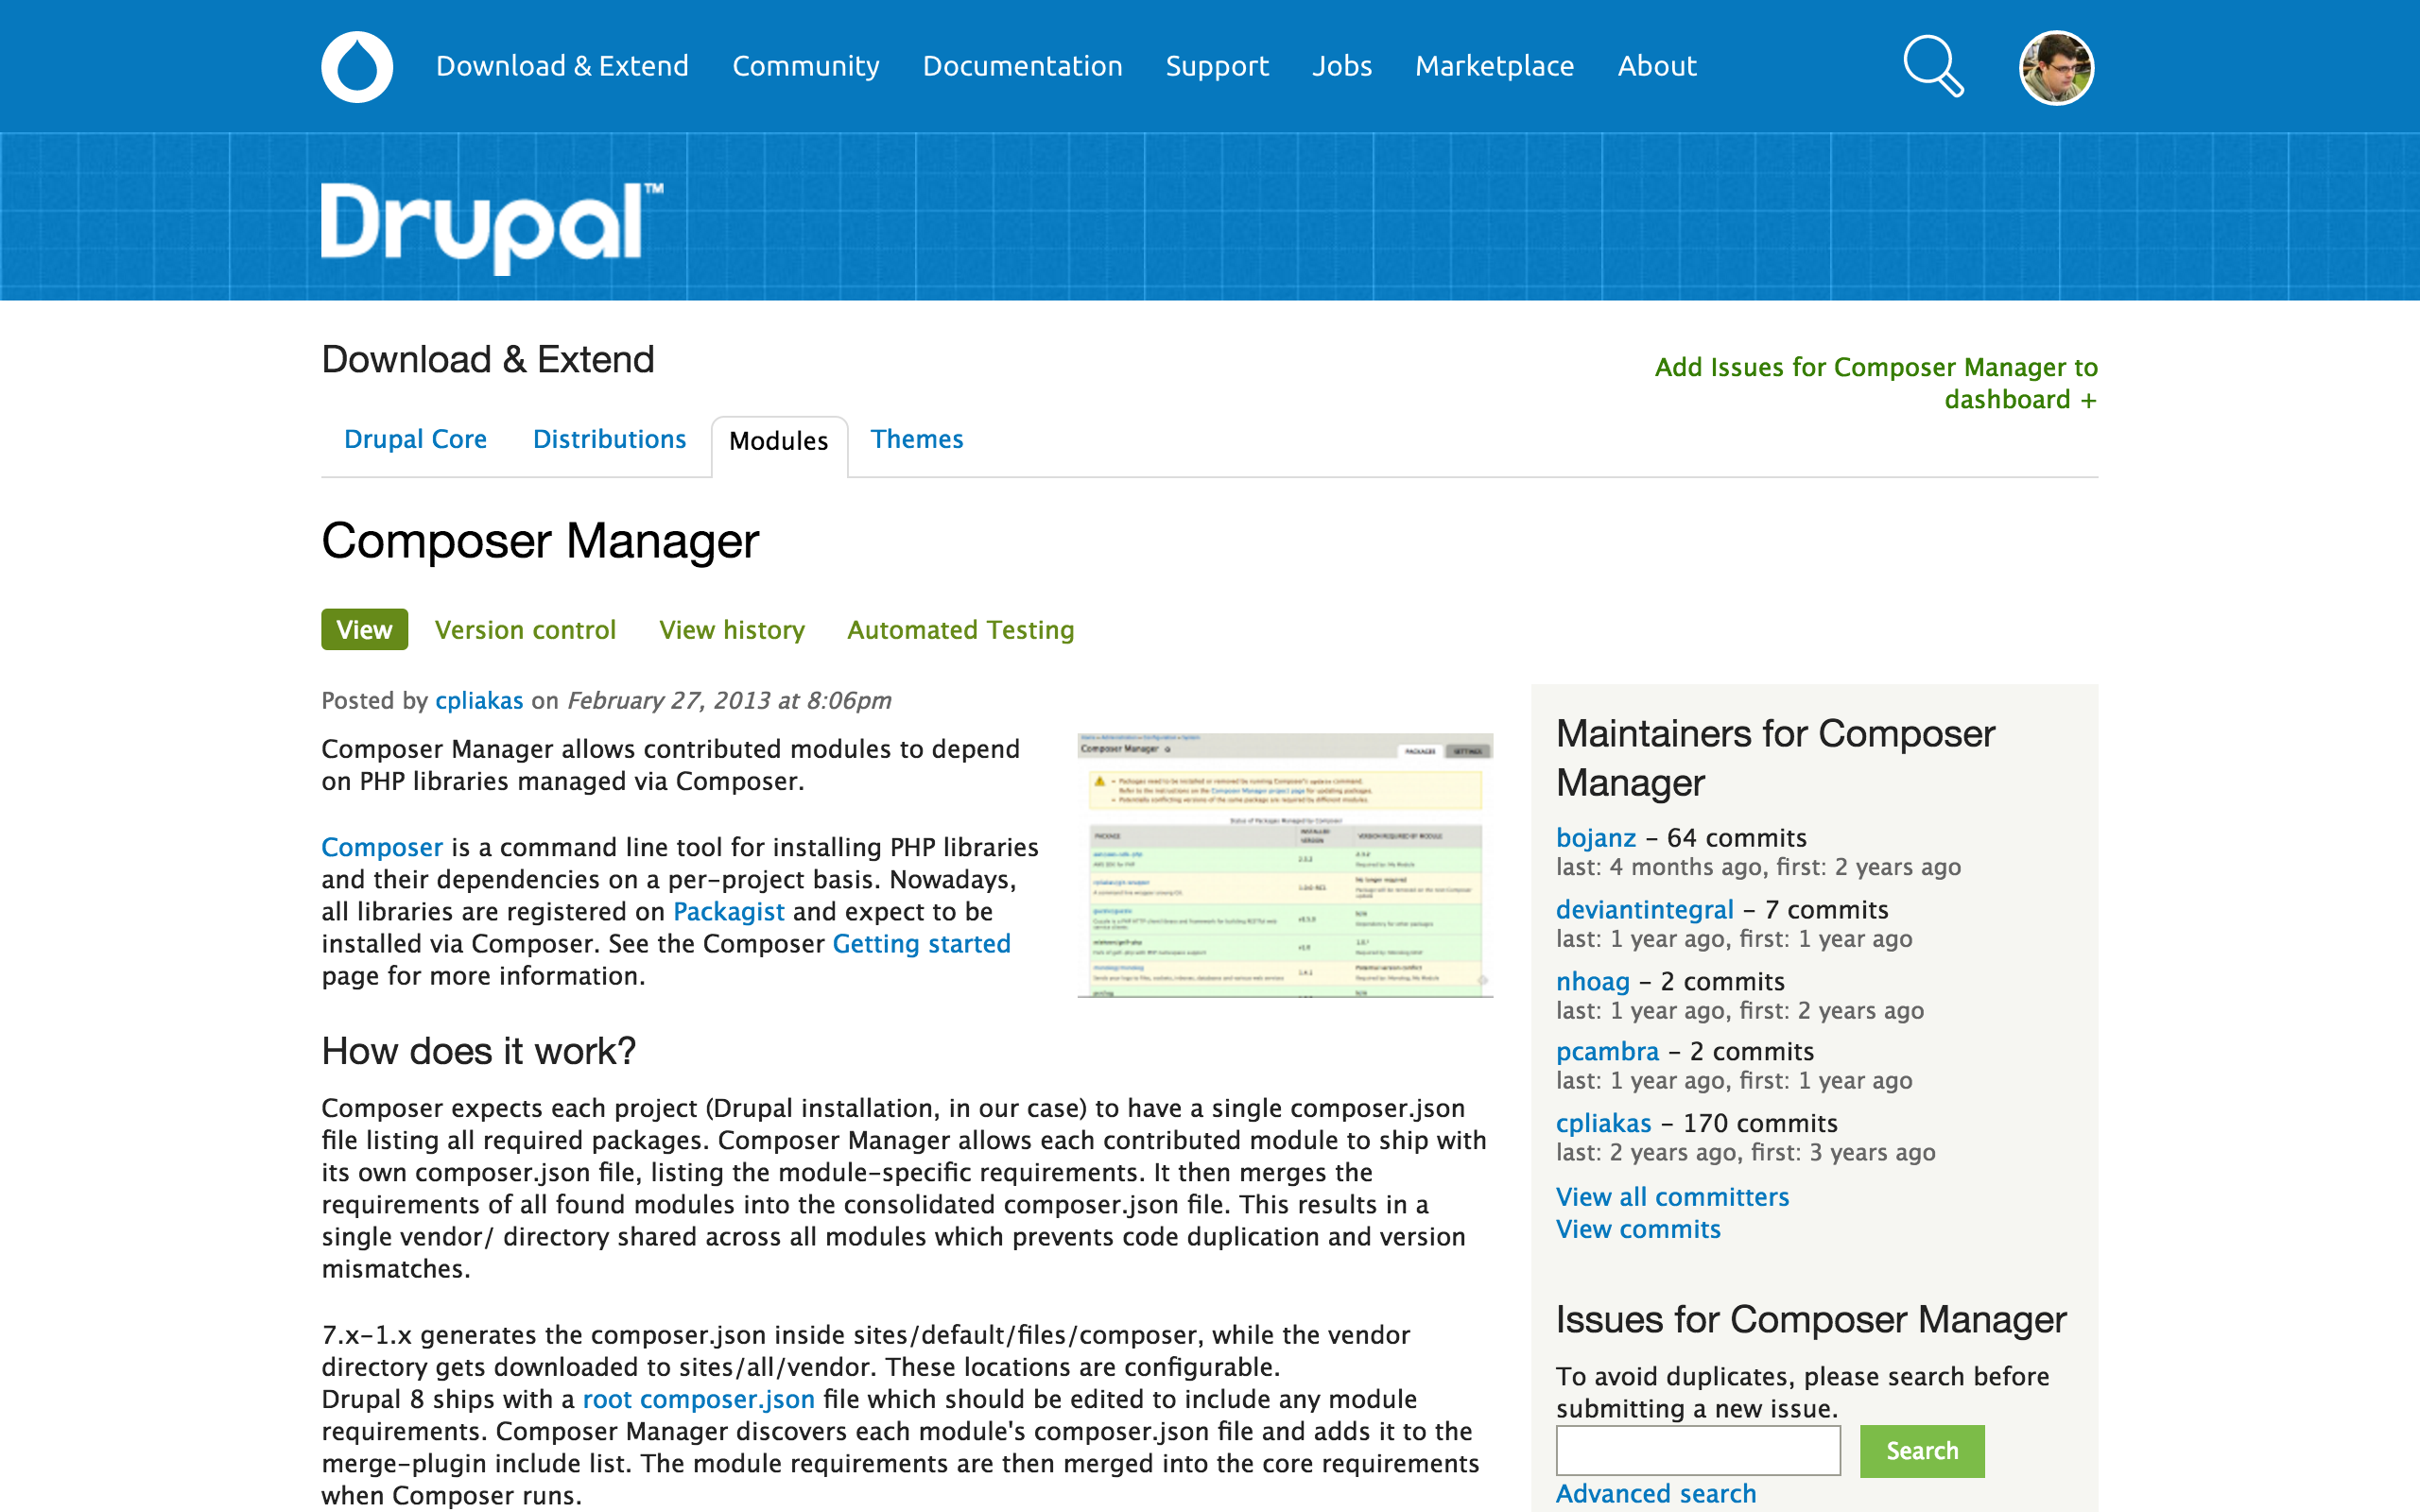 Download & Extend Community Documentation Support Jobs Marketplace About
Drupal™
Download & Extend
Add Issues for Composer Manager to
dashboard +
Drupal Core Distributions Modules Themes
Composer Manager
View Version control View history Automated Testing
Posted by cpliakas on February 27, 2013 at 8:06pm
Composer Manager allows contributed modules to depend
on PHP libraries managed via Composer.
Composer is a command line tool for installing PHP libraries
and their dependencies on a per-project basis. Nowadays,
all libraries are registered on Packagist and expect to be
installed via Composer. See the Composer Getting started
page for more information.
Composer Manager
PACKAGES SETTINGS
How does it work?
Composer expects each project (Drupal installation, in our case) to have a single composer.json
file listing all required packages. Composer Manager allows each contributed module to ship with
its own composer.json file, listing the module-specific requirements. It then merges the
requirements of all found modules into the consolidated composer.json file. This results in a
single vendor/ directory shared across all modules which prevents code duplication and version
mismatches.
7.x-1.x generates the composer.json inside sites/default/files/composer, while the vendor
directory gets downloaded to sites/all/vendor. These locations are configurable.
Drupal 8 ships with a root composer.json file which should be edited to include any module
requirements. Composer Manager discovers each module's composer.json file and adds it to the
merge-plugin include list. The module requirements are then merged into the core requirements
when Composer runs.
Maintainers for Composer
Manager
bojanz – 64 commits
last: 4 months ago, first: 2 years ago
deviantintegral – 7 commits
last: 1 year ago, first: 1 year ago
nhoag – 2 commits
last: 1 year ago, first: 2 years ago
pcambra – 2 commits
last: 1 year ago, first: 1 year ago
cpliakas – 170 commits
last: 2 years ago, first: 3 years ago
View all committers
View commits
Issues for Composer Manager
To avoid duplicates, please search before
submitting a new issue.
Search
Advanced search